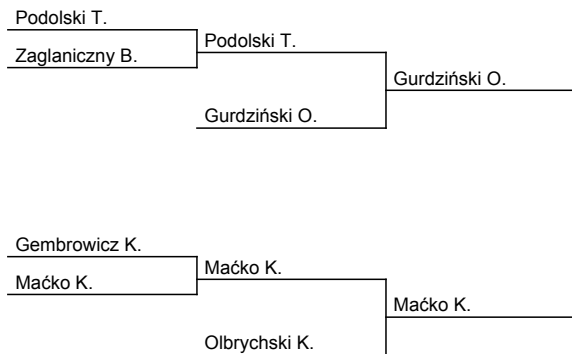 Podolski T.
Zaglaniczny B.
Podolski T.
Gurdziński O.
Gurdziński O.
Gembrowicz K.
Maćko K.
Maćko K.
Maćko K.
Olbrychski K.